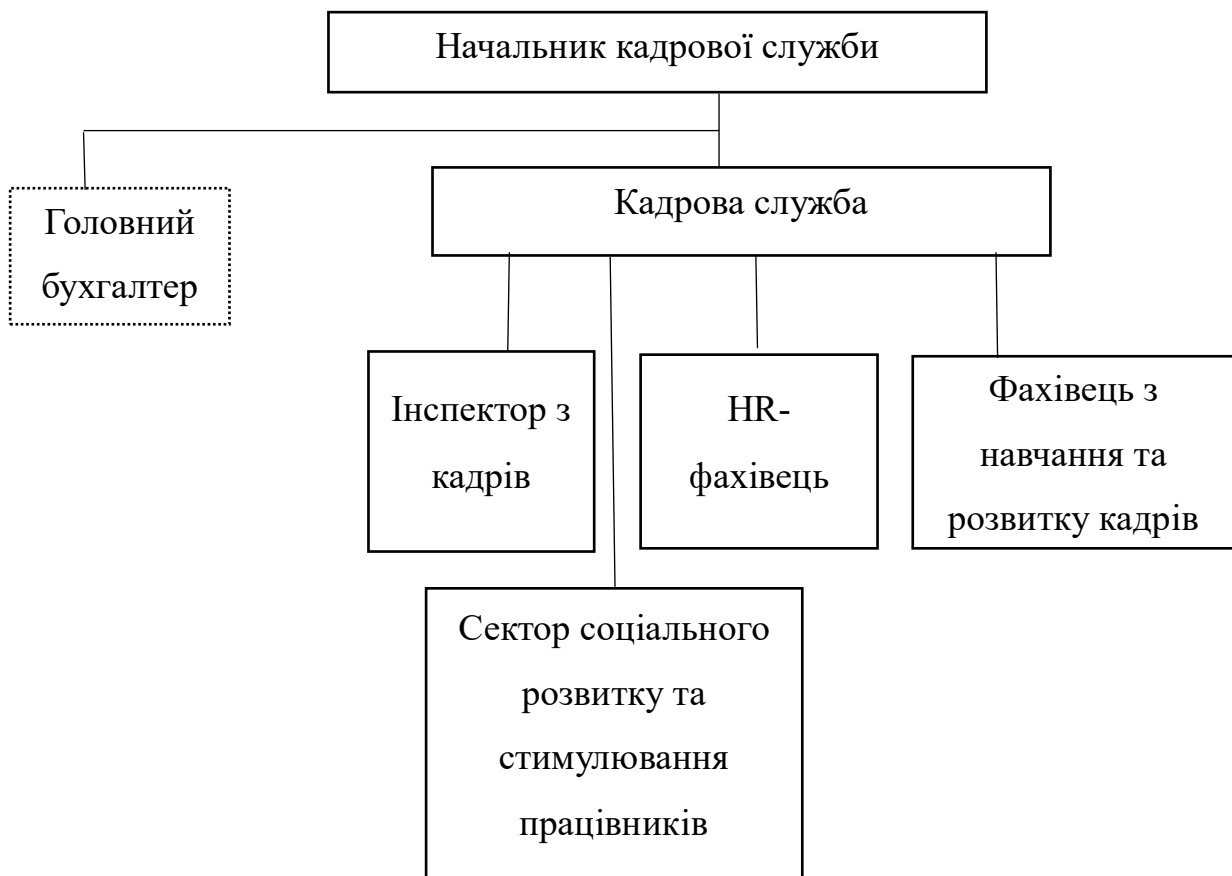 Начальник кадрової служби
Кадрова служба
Головний
бухгалтер
Інспектор з
кадрів
HR-
фахівець
Фахівець з
навчання та
розвитку кадрів
Сектор соціального
розвитку та
стимулювання
працівників